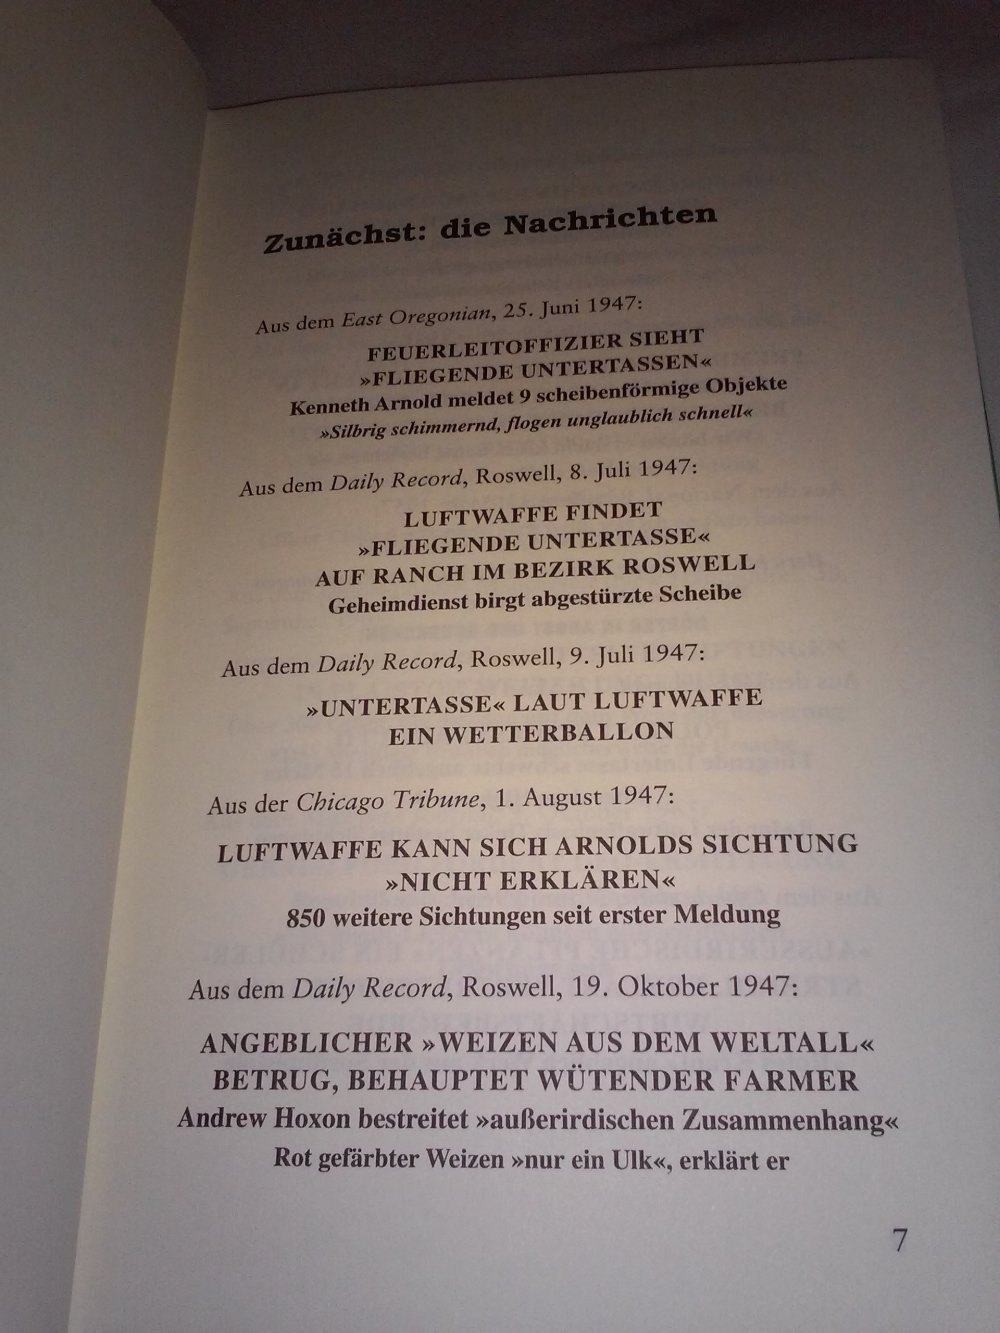 Zunächst: die Nachrichten
Aus dem East Oregonian, 25. Juni 1947:
FEUERLEITOFFIZIER SIEHT
»FLIEGENDE UNTERTASSEN«
Kenneth Arnold meldet 9 scheibenförmige Objekte
»Silbrig schimmernd, flogen unglaublich schnell«
Aus dem Daily Record, Roswell, 8. Juli 1947:
LUFTWAFFE FINDET
»FLIEGENDE UNTERTASSE«
AUF RANCH IM BEZIRK ROSWELL
Geheimdienst birgt abgestürzte Scheibe
Aus dem Daily Record, Roswell, 9. Juli 1947:
»UNTERTASSE« LAUT LUFTWAFFE
EIN WETTERBALLON
Aus der Chicago Tribune, 1. August 1947:
LUFTWAFFE KANN SICH ARNOLDS SICHTUNG
»NICHT ERKLÄREN«
850 weitere Sichtungen seit erster Meldung
Aus dem Daily Record, Roswell, 19. Oktober 1947:
ANGEBLICHER »WEIZEN AUS DEM WELTALL«
BETRUG, BEHAUPTET WÜTENDER FARMER
Andrew Hoxon bestreitet »außerirdischen Zusammenhang«
Rot gefärbter Weizen »nur ein Ulk«, erklärt er
7